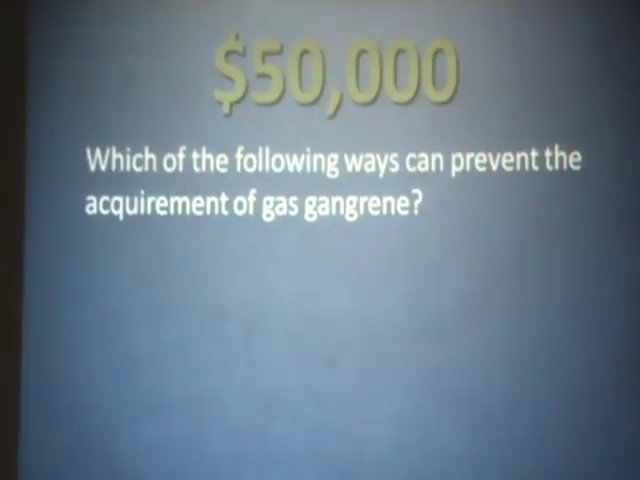 $50,000
Which of the following ways can prevent the
acquirement of gas gangrene?